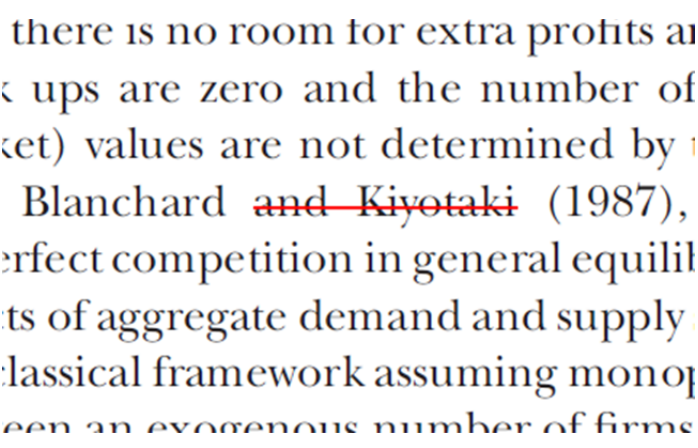 there is no room for extra profits
ups are zero and the number of
values are not determined by
Blanchard and Kiyotaki (1987),
competition in general
of aggregate demand and supply
framework assuming
an exogenous number of firms